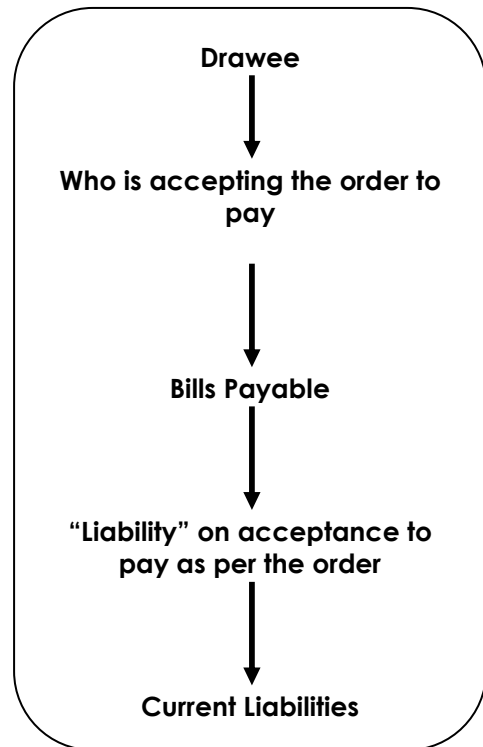 Drawee
Who is accepting the order to
pay
Bills Payable
“Liability” on acceptance to
pay as per the order
Current Liabilities